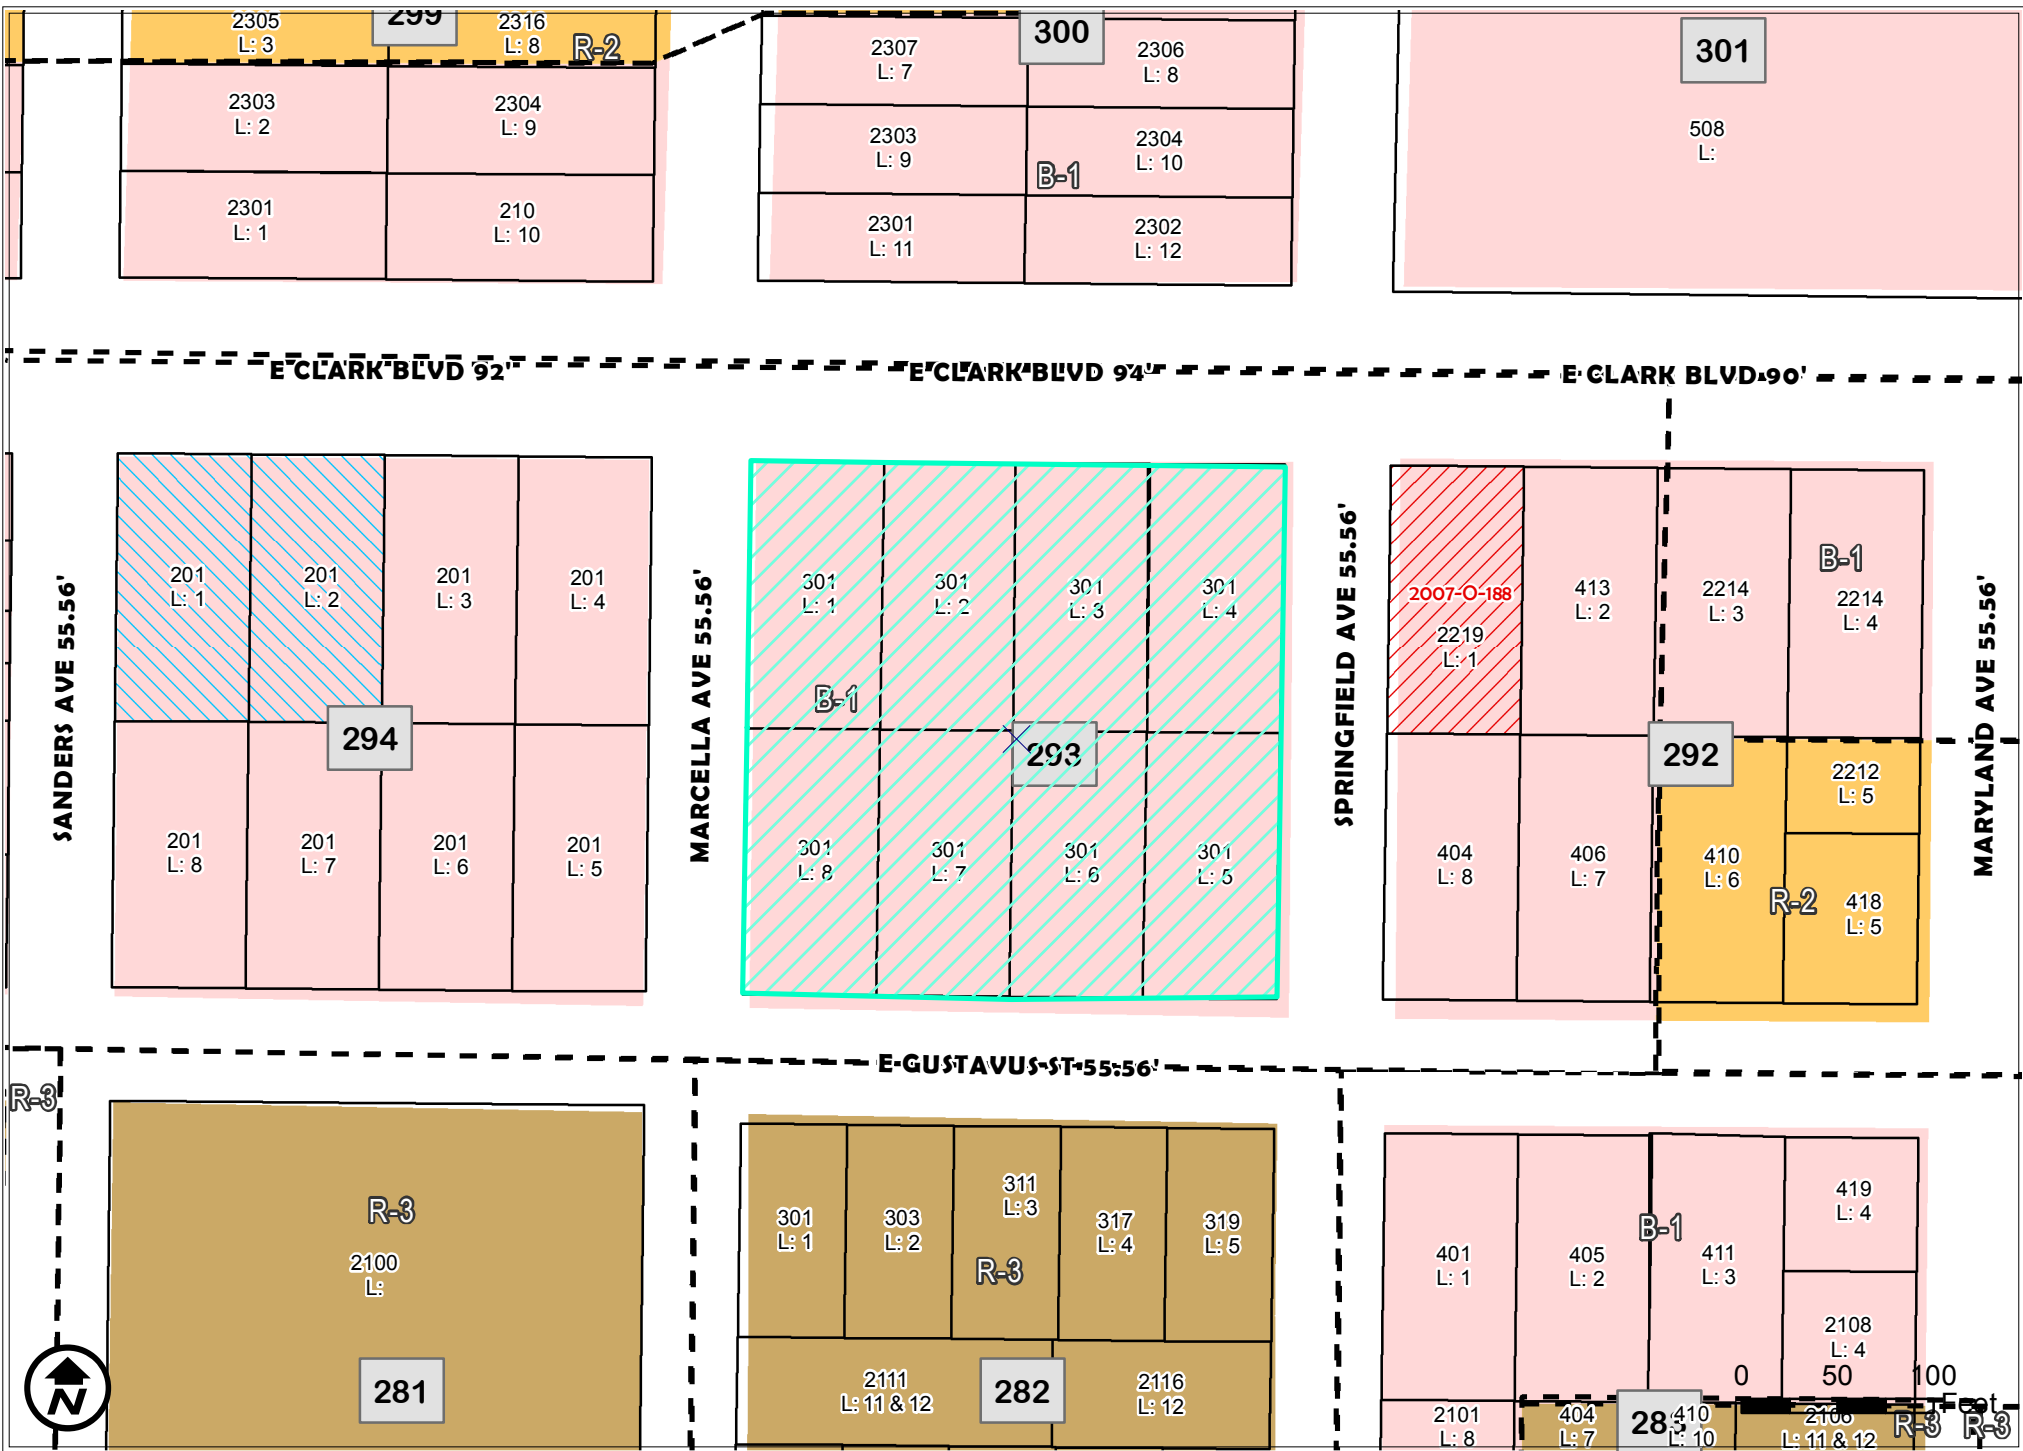 2305
L: 3
299
2316
L: 8
R-2
2303
L: 2
2304
L: 9
2301
L: 1
210
L: 10
300
2307
L: 7
2306
L: 8
2303
L: 9
2304
L: 10
B-1
2301
L: 11
2302
L: 12
301
508
L:
E CLARK BLVD 92'
E CLARK BLVD 94'
E CLARK BLVD 90'
SANDERS AVE 55.56'
201
L: 1
201
L: 2
201
L: 3
201
L: 4
294
201
L: 8
201
L: 7
201
L: 6
201
L: 5
MARCELLA AVE 55.56'
301
L: 1
301
L: 2
301
L: 3
301
L: 4
B-1
293
301
L: 8
301
L: 7
301
L: 6
301
L: 5
SPRINGFIELD AVE 55.56'
2007-O-188
2219
L: 1
413
L: 2
2214
L: 3
B-1
2214
L: 4
292
2212
L: 5
404
L: 8
406
L: 7
410
L: 6
R-2
418
L: 5
MARYLAND AVE 55.56'
E GUSTAVUS ST 55.56'
R-3
R-3
2100
L:
281
N
301
L: 1
303
L: 2
311
L: 3
317
L: 4
319
L: 5
R-3
2111
L: 11 & 12
282
2116
L: 12
401
L: 1
405
L: 2
B-1
411
L: 3
419
L: 4
2108
L: 4
0 50 100
Feet
2101
L: 8
404
L: 7
410
L: 10
2106
L: 11 & 12
R-3
R-3